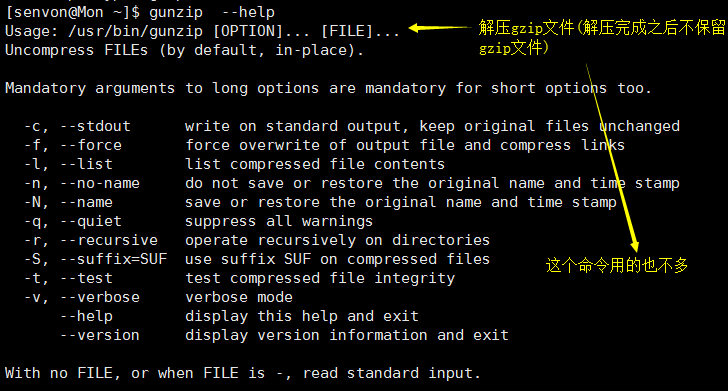 [senvon@Mon ~]$ gunzip  --help
Usage: /usr/bin/gunzip [OPTION]... [FILE]...
解压gzip文件(解压完成之后不保留
gzip文件)
Uncompress FILEs (by default, in-place).
Mandatory arguments to long options are mandatory for short options too.
-c, --stdout      write on standard output, keep original files unchanged
-f, --force       force overwrite of output file and compress links
-l, --list        list compressed file contents
-n, --no-name     do not save or restore the original name and time stamp
-N, --name        save or restore the original name and time stamp
-q, --quiet       suppress all warnings
-r, --recursive   operate recursively on directories
-S, --suffix=SUF  use suffix SUF on compressed files
这个命令用的也不多
-t, --test        test compressed file integrity
-v, --verbose     verbose mode
--help        display this help and exit
--version     display version information and exit
With no FILE, or when FILE is -, read standard input.